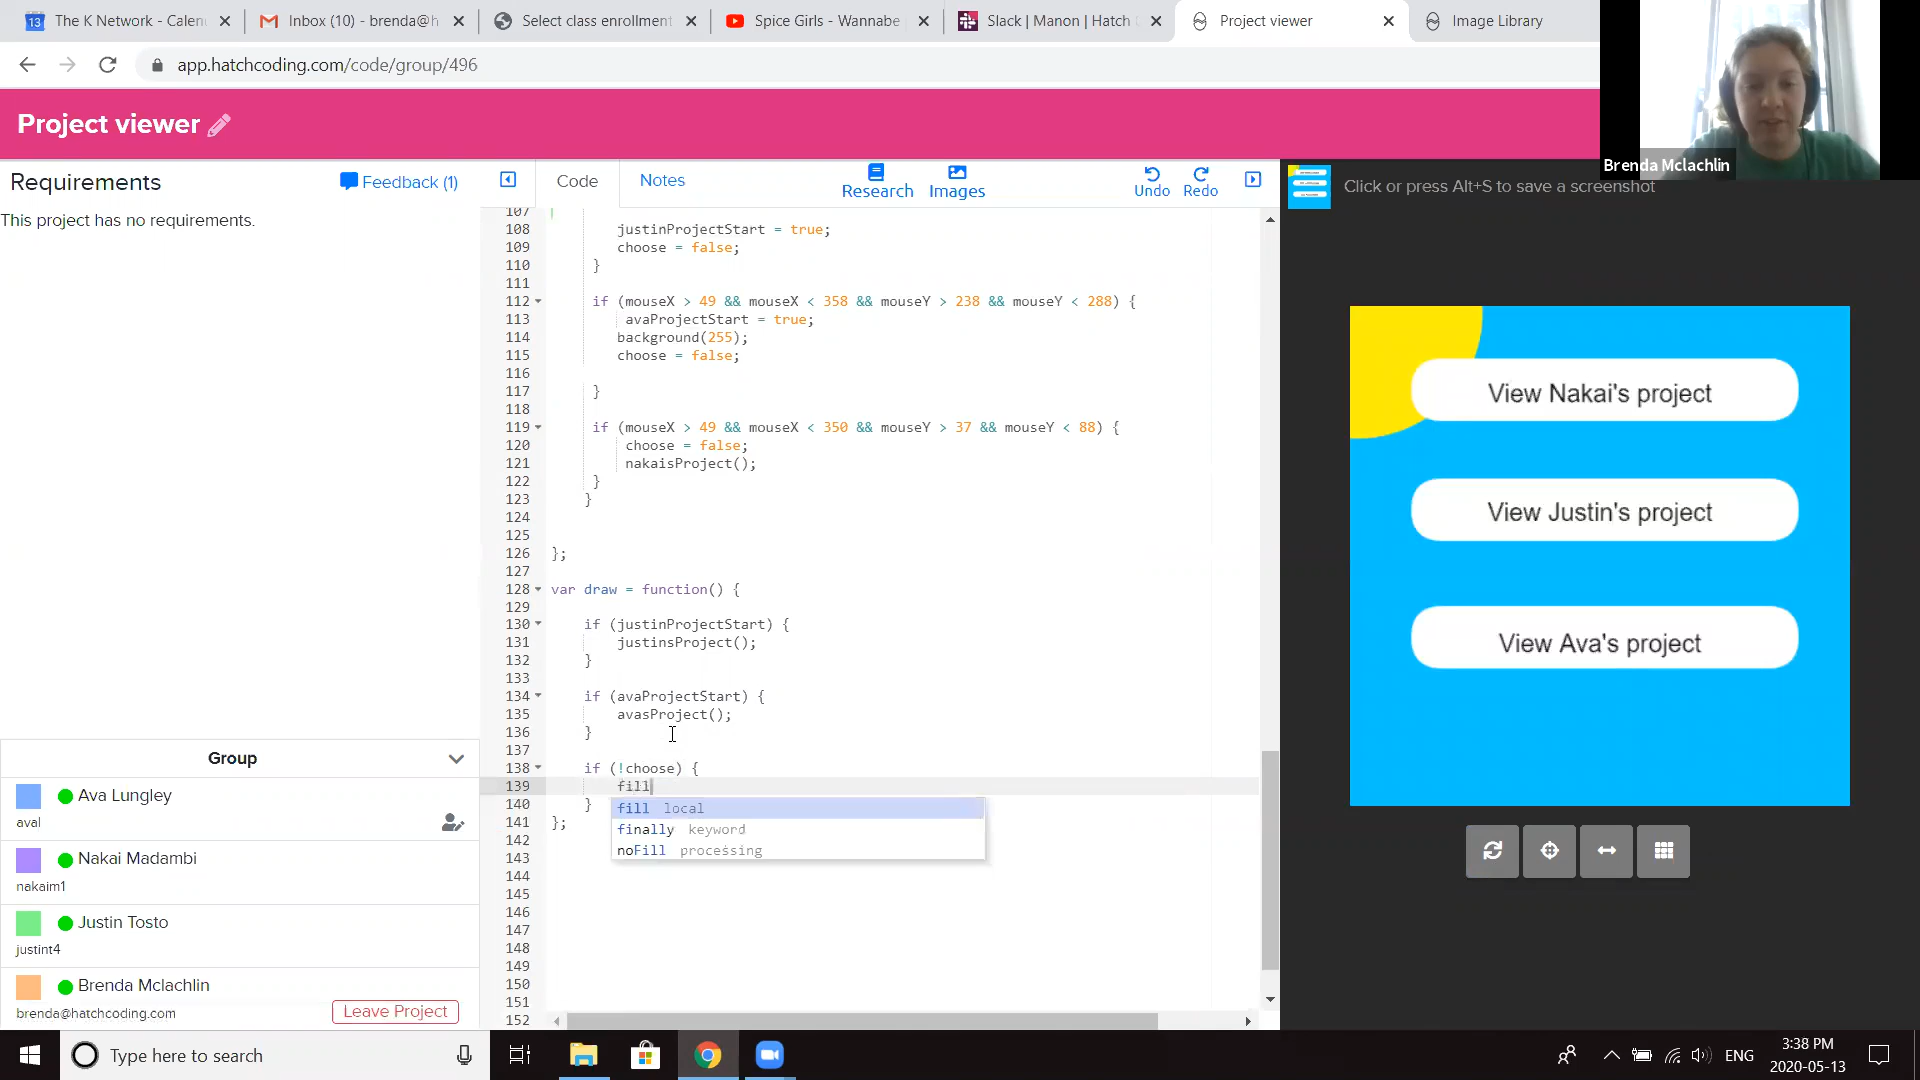 The K Network - Calen
Inbox (10) - brenda@h
Select class enrollment
Spice Girls - Wannabe
Slack | Manon | Hatch
Project viewer
Image Library
app.hatchcoding.com/code/group/496
Project viewer
Brenda Mclachlin
Requirements
Feedback (1)
This project has no requirements.
Code
Notes
Research
Images
Undo
Redo
Click or press Alt+S to save a screenshot
107
108 justinProjectStart = true;
109 choose = false;
110 }
111
112 if (mouseX > 49 && mouseX < 358 && mouseY > 238 && mouseY < 288) {
113 avaProjectStart = true;
114 background(255);
115 choose = false;
116
117 }
118
119 if (mouseX > 49 && mouseX < 350 && mouseY > 37 && mouseY < 88) {
120 choose = false;
121 nakaisProject();
122 }
123 }
124
125
126 };
127
128 var draw = function() {
129
130 if (justinProjectStart) {
131 justinsProject();
132 }
133
134 if (avaProjectStart) {
135 avasProject();
136 }
137
138 if (!choose) {
139 fill
140 }
141 };
142
143
144
145
146
147
148
149
150
151
152
fill local
finally keyword
noFill processing
View Nakai's project
View Justin's project
View Ava's project
Group
Ava Lungley
aval
Nakai Madambi
nakaim1
Justin Tosto
justint4
Brenda Mclachlin
brenda@hatchcoding.com
Leave Project
Type here to search
ENG
3:38 PM
2020-05-13
13